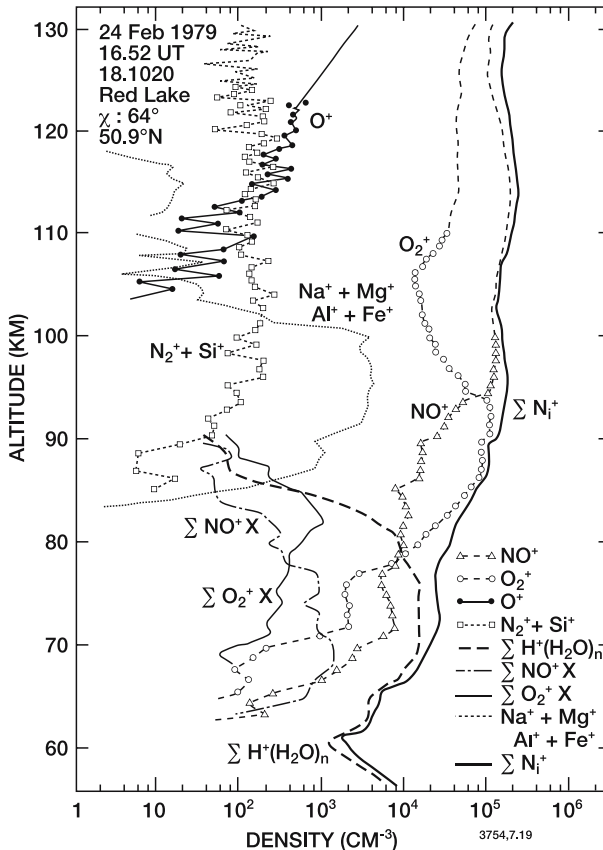 24 Feb 1979
16.52 UT
18.1020
Red Lake
χ : 64°
50.9°N
130
120
110
100
90
80
70
60
ALTITUDE (KM)
O⁺
O₂⁺
Na⁺ + Mg⁺
Al⁺ + Fe⁺
N₂⁺ + Si⁺
NO⁺
∑ Nᵢ⁺
∑ NO⁺ X
∑ O₂⁺ X
∑ H⁺(H₂O)ₙ
NO⁺
O₂⁺
O⁺
N₂⁺ + Si⁺
∑ H⁺(H₂O)ₙ
∑ NO⁺ X
∑ O₂⁺ X
Na⁺ + Mg⁺
Al⁺ + Fe⁺
∑ Nᵢ⁺
1 10 10² 10³ 10⁴ 10⁵ 10⁶
DENSITY (CM⁻³)
3754,7.19